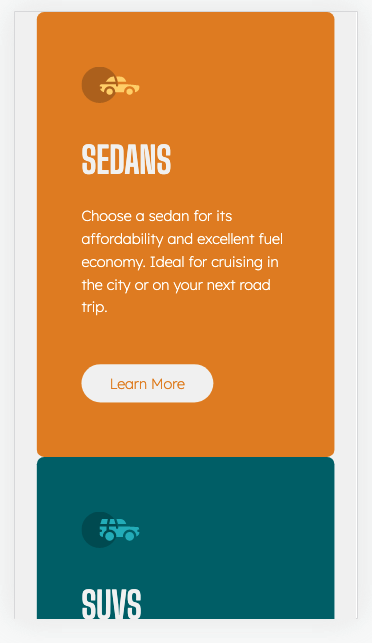 SEDANS
Choose a sedan for its
affordability and excellent fuel
economy. Ideal for cruising in
the city or on your next road
trip.
Learn More
SUVS